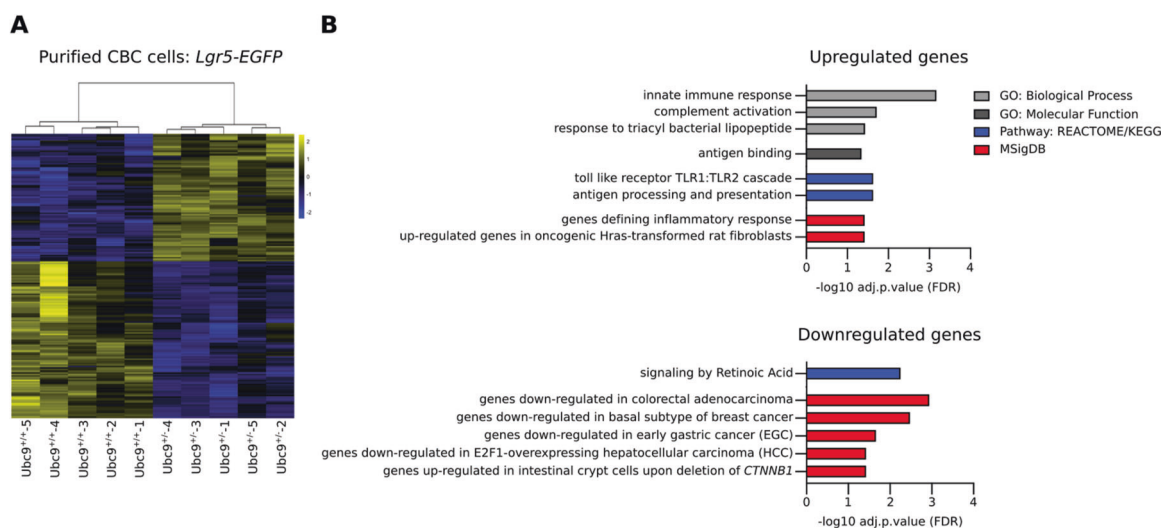 A
Purified CBC cells: Lgr5-EGFP
2
1
0
-1
-2
Ubc9+/+-5
Ubc9+/+-4
Ubc9+/+-3
Ubc9+/+-2
Ubc9+/+-1
Ubc9+/--4
Ubc9+/--3
Ubc9+/--1
Ubc9+/--5
Ubc9+/--2
B
Upregulated genes
innate immune response
complement activation
response to triacyl bacterial lipopeptide
antigen binding
toll like receptor TLR1:TLR2 cascade
antigen processing and presentation
genes defining inflammatory response
up-regulated genes in oncogenic Hras-transformed rat fibroblasts
0 1 2 3 4
-log10 adj.p.value (FDR)
GO: Biological Process
GO: Molecular Function
Pathway: REACTOME/KEGG
MSigDB
Downregulated genes
signaling by Retinoic Acid
genes down-regulated in colorectal adenocarcinoma
genes down-regulated in basal subtype of breast cancer
genes down-regulated in early gastric cancer (EGC)
genes down-regulated in E2F1-overexpressing hepatocellular carcinoma (HCC)
genes up-regulated in intestinal crypt cells upon deletion of CTNNB1
0 1 2 3 4
-log10 adj.p.value (FDR)